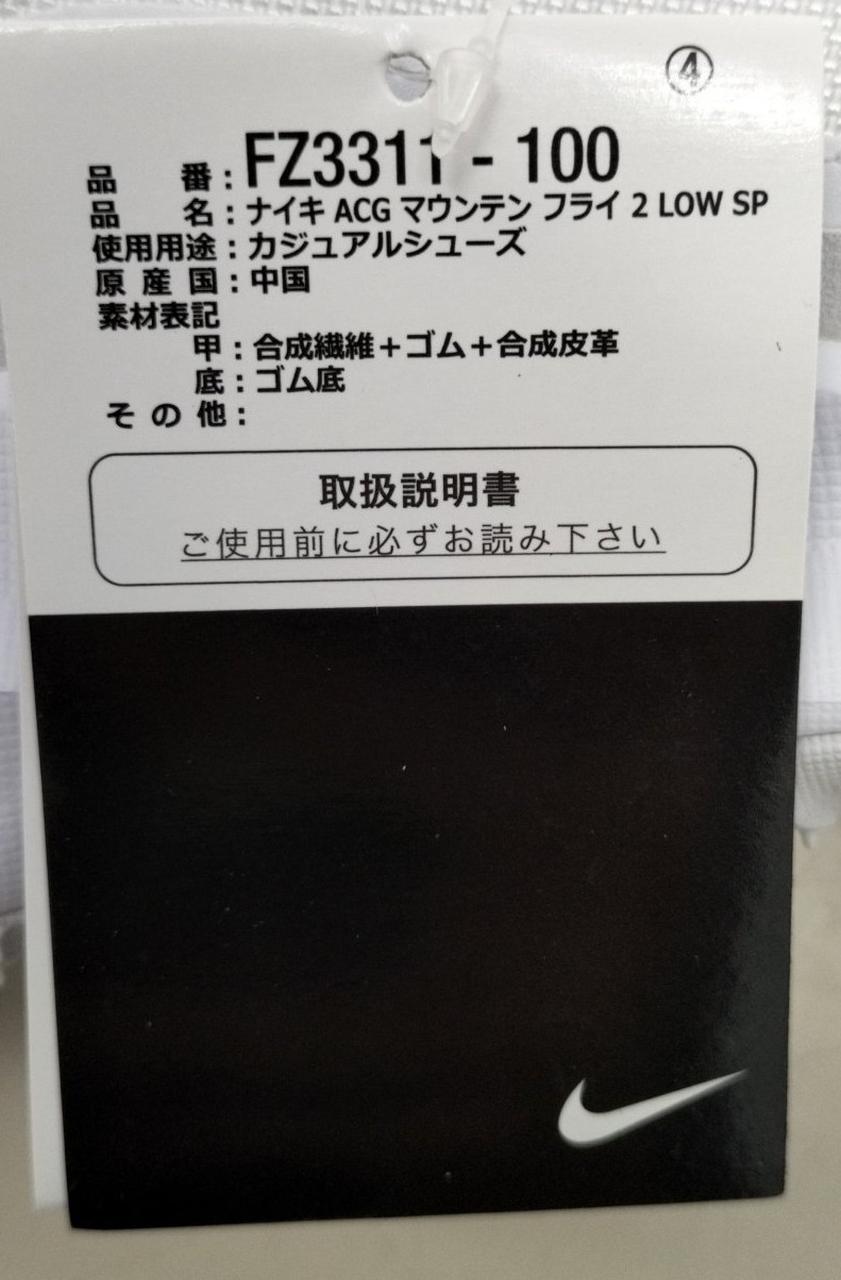 ④
品番：FZ3311 - 100
品名：ナイキ ACG マウンテン フライ 2 LOW SP
使用用途：カジュアルシューズ
原産国：中国
素材表記
甲：合成繊維＋ゴム＋合成皮革
底：ゴム底
その他：
取扱説明書
ご使用前に必ずお読み下さい